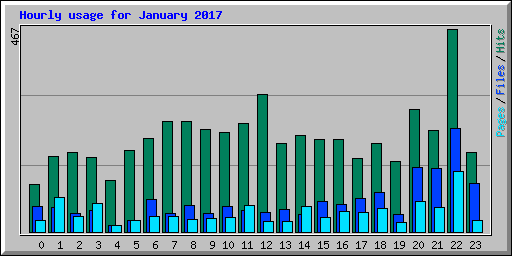 Hourly usage for January 2017
467
Pages/Files/Hits
0 1 2 3 4 5 6 7 8 9 10 11 12 13 14 15 16 17 18 19 20 21 22 23